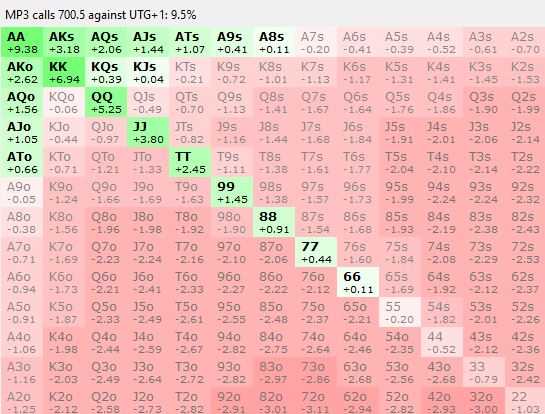 MP3 calls 700.5 against UTG+1: 9.5%
AA AKs AQs AJs ATs A9s A8s A7s A6s A5s A4s A3s A2s
+9.38 +3.18 +2.06 +1.44 +1.07 +0.41 +0.11 -0.20 -0.41 -0.39 -0.52 -0.61 -0.70
AKo KK KQs KJs KTs K9s K8s K7s K6s K5s K4s K3s K2s
+2.62 +6.94 +0.39 +0.04 -0.21 -0.72 -1.01 -1.13 -1.17 -1.31 -1.41 -1.45 -1.53
AQo KQo QQ QJs QTs Q9s Q8s Q7s Q6s Q5s Q4s Q3s Q2s
+1.56 -0.06 +5.25 -0.49 -0.70 -1.13 -1.41 -1.67 -1.64 -1.76 -1.86 -1.90 -1.99
AJo KJo QJo JJ JTs J9s J8s J7s J6s J5s J4s J3s J2s
+1.05 -0.44 -0.97 +3.80 -0.82 -1.16 -1.44 -1.68 -1.84 -1.91 -2.01 -2.06 -2.14
ATo KTo QTo JTo TT T9s T8s T7s T6s T5s T4s T3s T2s
+0.66 -0.71 -1.21 -1.33 +2.45 -1.11 -1.38 -1.61 -1.77 -2.04 -2.10 -2.14 -2.22
A9o K9o Q9o J9o T9o 99 98s 97s 96s 95s 94s 93s 92s
-0.05 -1.24 -1.66 -1.69 -1.63 +1.45 -1.38 -1.57 -1.73 -1.99 -2.24 -2.24 -2.32
A8o K8o Q8o J8o T8o 98o 88 87s 86s 85s 84s 83s 82s
-0.38 -1.56 -1.96 -1.98 -1.92 -1.90 +0.91 -1.54 -1.68 -1.93 -2.19 -2.38 -2.43
A7o K7o Q7o J7o T7o 97o 87o 77 76s 75s 74s 73s 72s
-0.71 -1.69 -2.23 -2.24 -2.16 -2.10 -2.06 +0.44 -1.60 -1.84 -2.08 -2.29 -2.53
A6o K6o Q6o J6o T6o 96o 86o 76o 66 65s 64s 63s 62s
-0.94 -1.73 -2.21 -2.41 -2.33 -2.27 -2.22 -2.12 +0.11 -1.69 -1.92 -2.12 -2.37
A5o K5o Q5o J5o T5o 95o 85o 75o 65o 55 54s 53s 52s
-0.91 -1.87 -2.33 -2.49 -2.61 -2.55 -2.48 -2.37 -2.21 -0.20 -1.82 -2.01 -2.26
A4o K4o Q4o J4o T4o 94o 84o 74o 64o 54o 44 43s 42s
-1.06 -1.98 -2.44 -2.59 -2.67 -2.82 -2.75 -2.64 -2.46 -2.35 -0.52 -2.12 -2.36
A3o K3o Q3o J3o T3o 93o 83o 73o 63o 53o 43o 33 32s
-1.16 -2.03 -2.49 -2.64 -2.72 -2.82 -2.97 -2.86 -2.68 -2.56 -2.68 -0.79 -2.42
A2o K2o Q2o J2o T2o 92o 82o 72o 62o 52o 42o 32o 22
-1.25 -2.12 -2.58 -2.73 -2.82 -2.91 -3.01 -3.11 -2.94 -2.82 -2.93 -3.00 -1.03